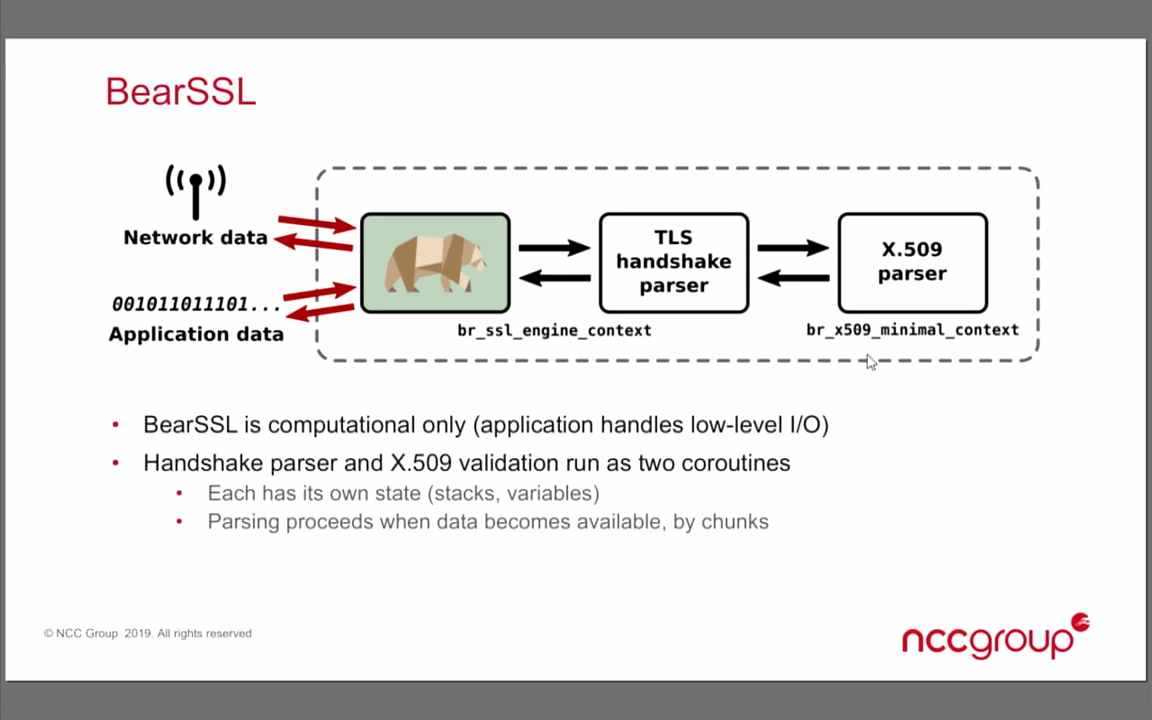 BearSSL
Network data
001011011101...
Application data
TLS
handshake
parser
X.509
parser
br_ssl_engine_context
br_x509_minimal_context
• BearSSL is computational only (application handles low-level I/O)
• Handshake parser and X.509 validation run as two coroutines
• Each has its own state (stacks, variables)
• Parsing proceeds when data becomes available, by chunks
© NCC Group 2019. All rights reserved
nccgroup